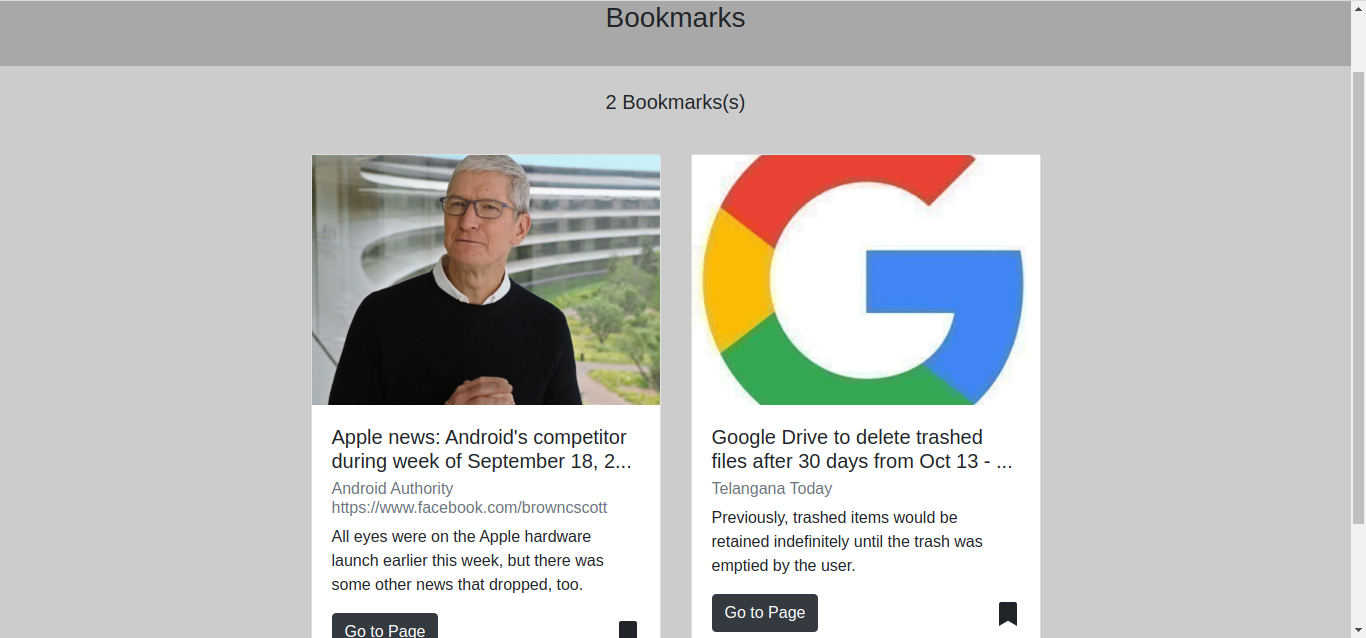 Bookmarks
2 Bookmarks(s)
Apple news: Android's competitor
during week of September 18, 2...
Android Authority
https://www.facebook.com/browncscott
All eyes were on the Apple hardware
launch earlier this week, but there was
some other news that dropped, too.
Go to Page
Google Drive to delete trashed
files after 30 days from Oct 13 - ...
Telangana Today
Previously, trashed items would be
retained indefinitely until the trash was
emptied by the user.
Go to Page